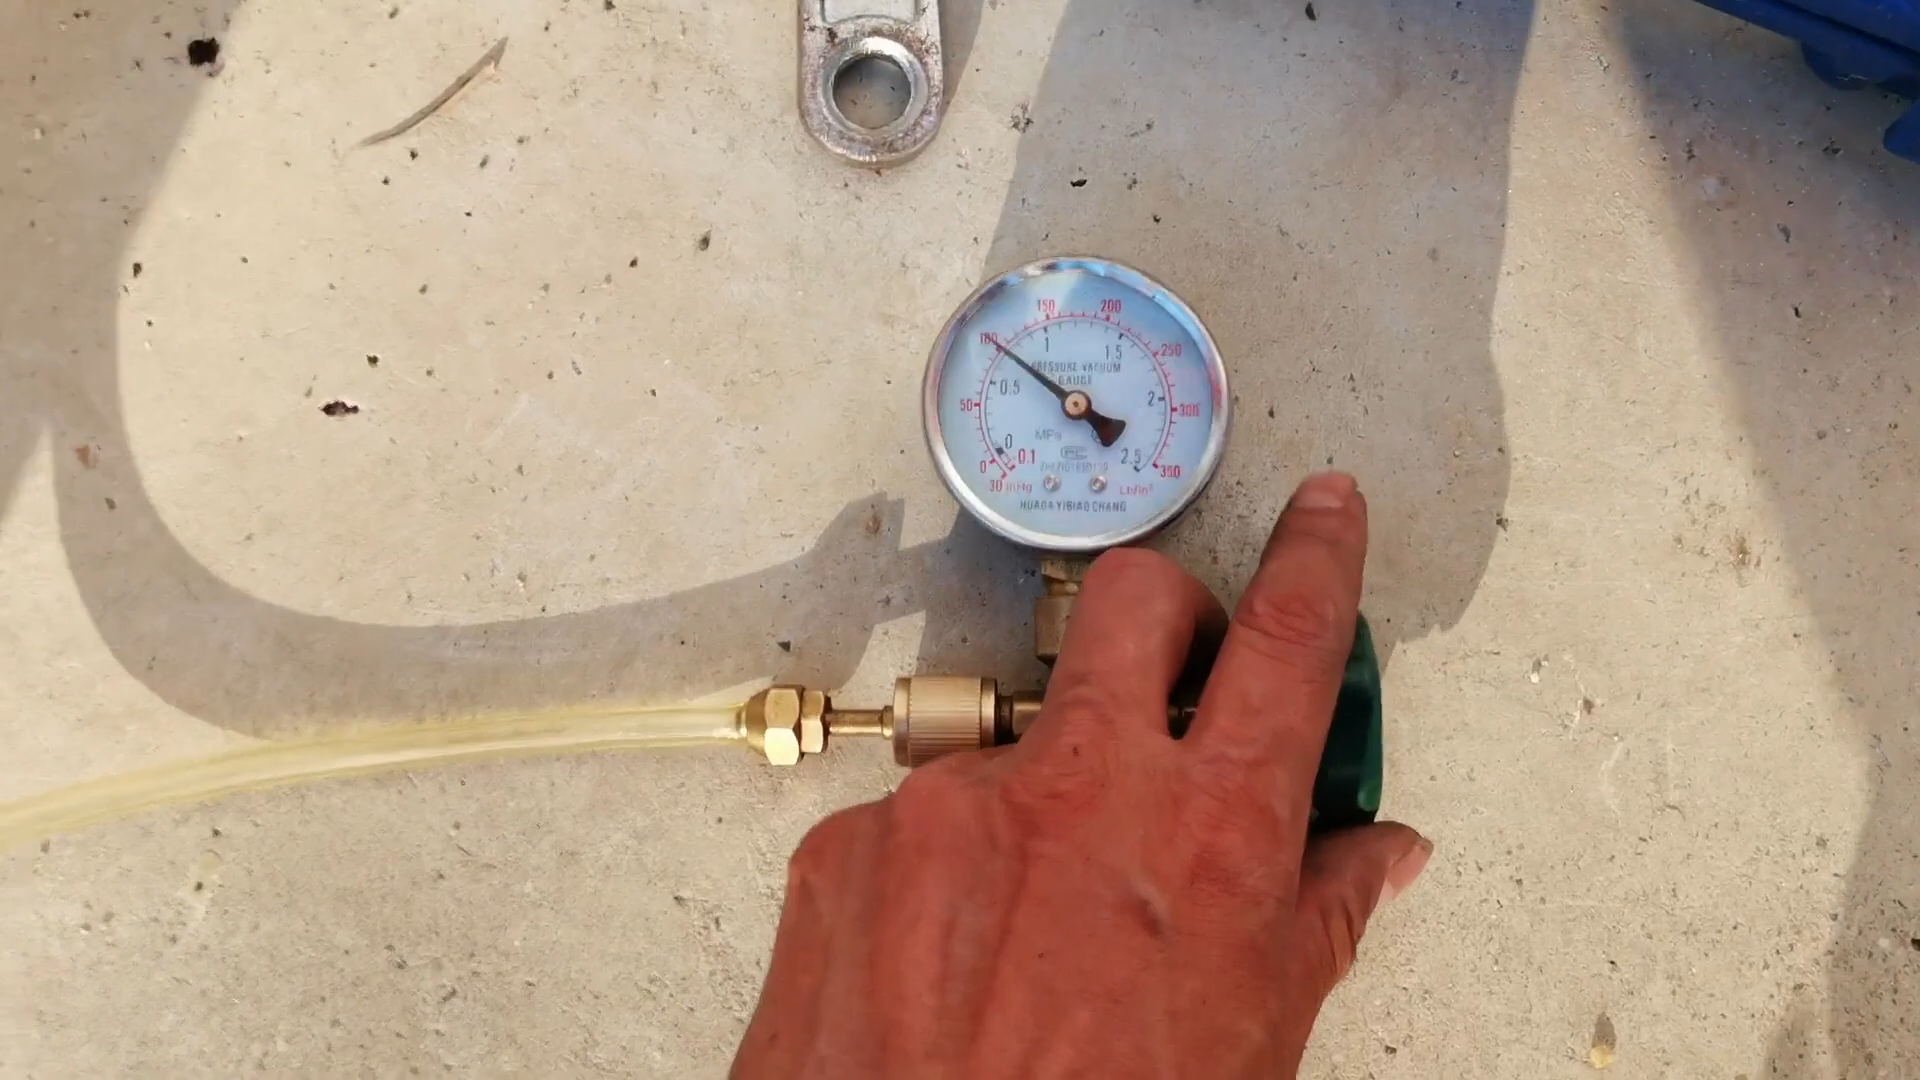 150 200
100 250
1 1.5
PRESSURE VACUUM
GAUGE
0.5 2
50 300
MPa
0 0.1 2.5 350
0
30 inHg Lb/in²
HUAGA YIBIAO CHANG